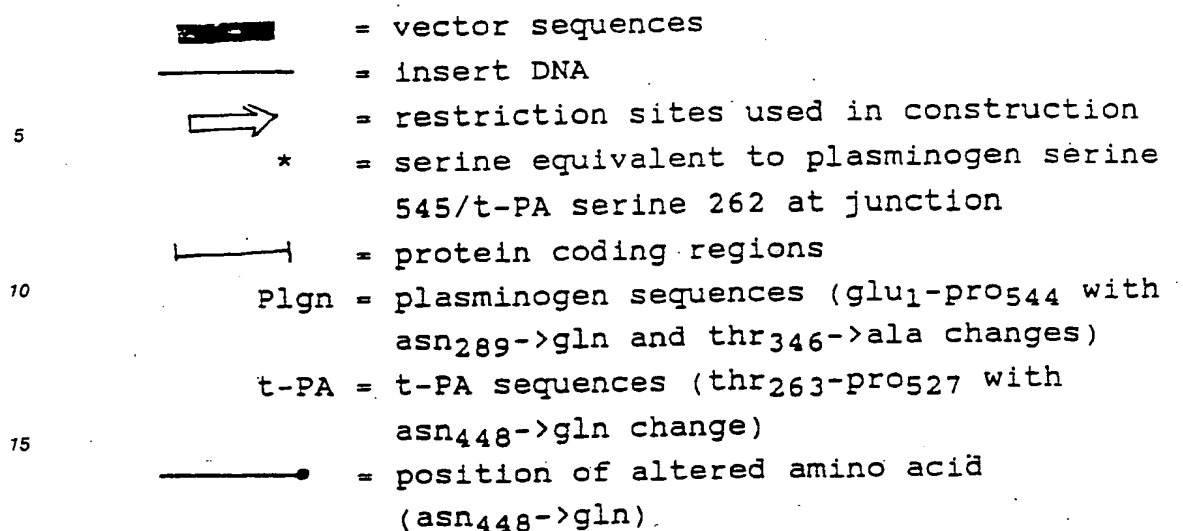 = vector sequences
= insert DNA
= restriction sites used in construction
5
* = serine equivalent to plasminogen serine
545/t-PA serine 262 at junction
= protein coding regions
10
Plgn = plasminogen sequences (glu1-pro544 with
asn289->gln and thr346->ala changes)
t-PA = t-PA sequences (thr263-pro527 with
asn448->gln change)
15
= position of altered amino acid
(asn448->gln).